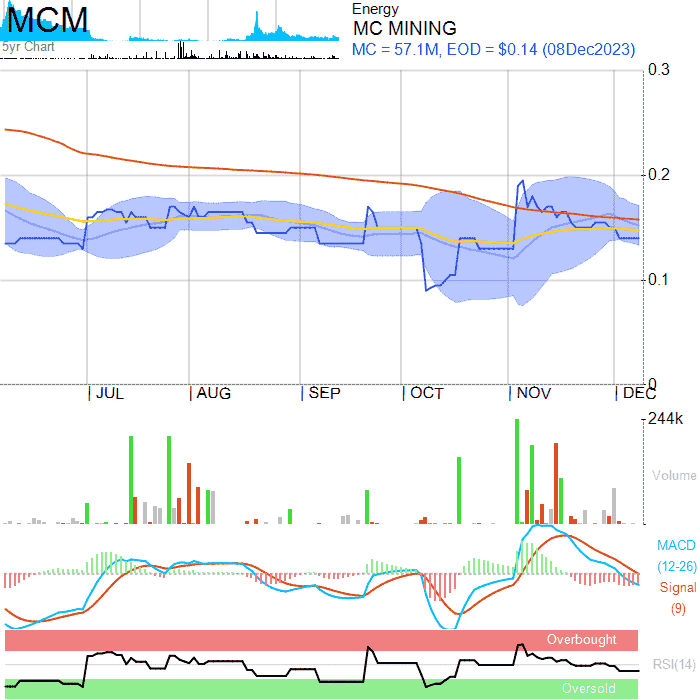 MCM
5yr Chart
Energy
MC MINING
MC = 57.1M, EOD = $0.14 (08Dec2023)
0.3
0.2
0.1
0
JUL AUG SEP OCT NOV DEC
244k
Volume
MACD
(12-26)
Signal
(9)
Overbought
RSI(14)
Oversold